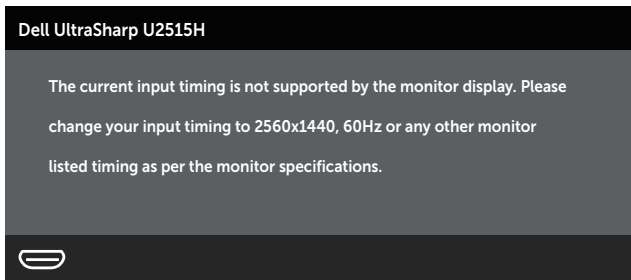 Dell UltraSharp U2515H
The current input timing is not supported by the monitor display. Please
change your input timing to 2560x1440, 60Hz or any other monitor
listed timing as per the monitor specifications.